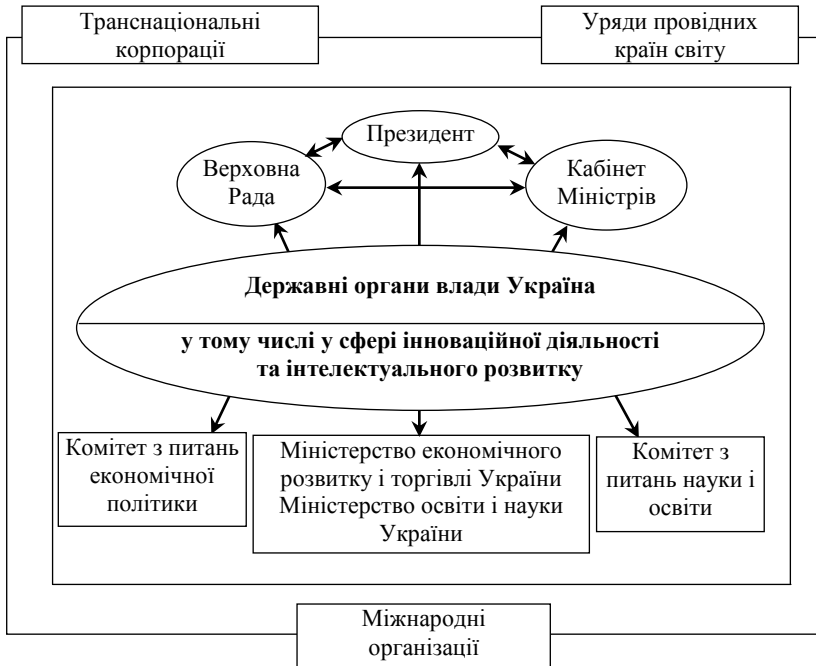 Транснаціональні
корпорації
Уряди провідних
країн світу
Президент
Верховна
Рада
Кабінет
Міністрів
Державні органи влади Україна
у тому числі у сфері інноваційної діяльності
та інтелектуального розвитку
Комітет з питань
економічної
політики
Міністерство економічного
розвитку і торгівлі України
Міністерство освіти і науки
України
Комітет з
питань науки і
освіти
Міжнародні
організації